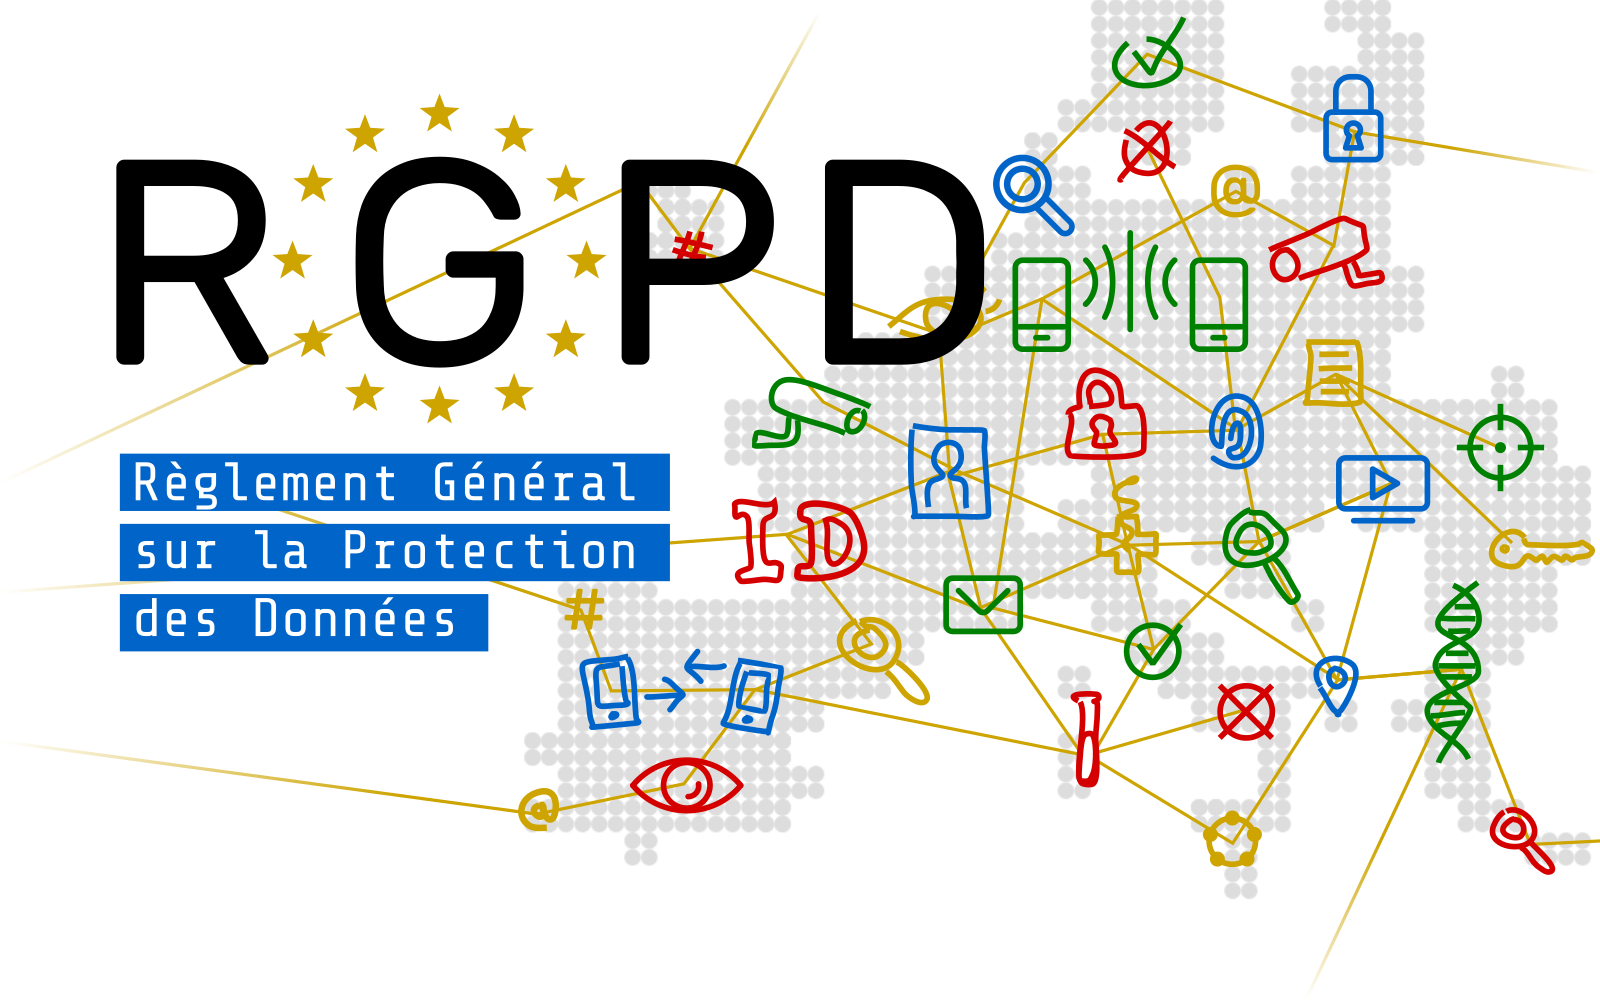 RGPD
Règlement Général
sur la Protection
des Données
#
@
ID
#
@